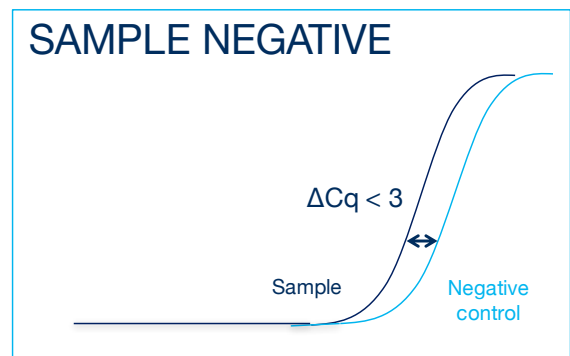 SAMPLE NEGATIVE
ΔCq < 3
Sample
Negative
control